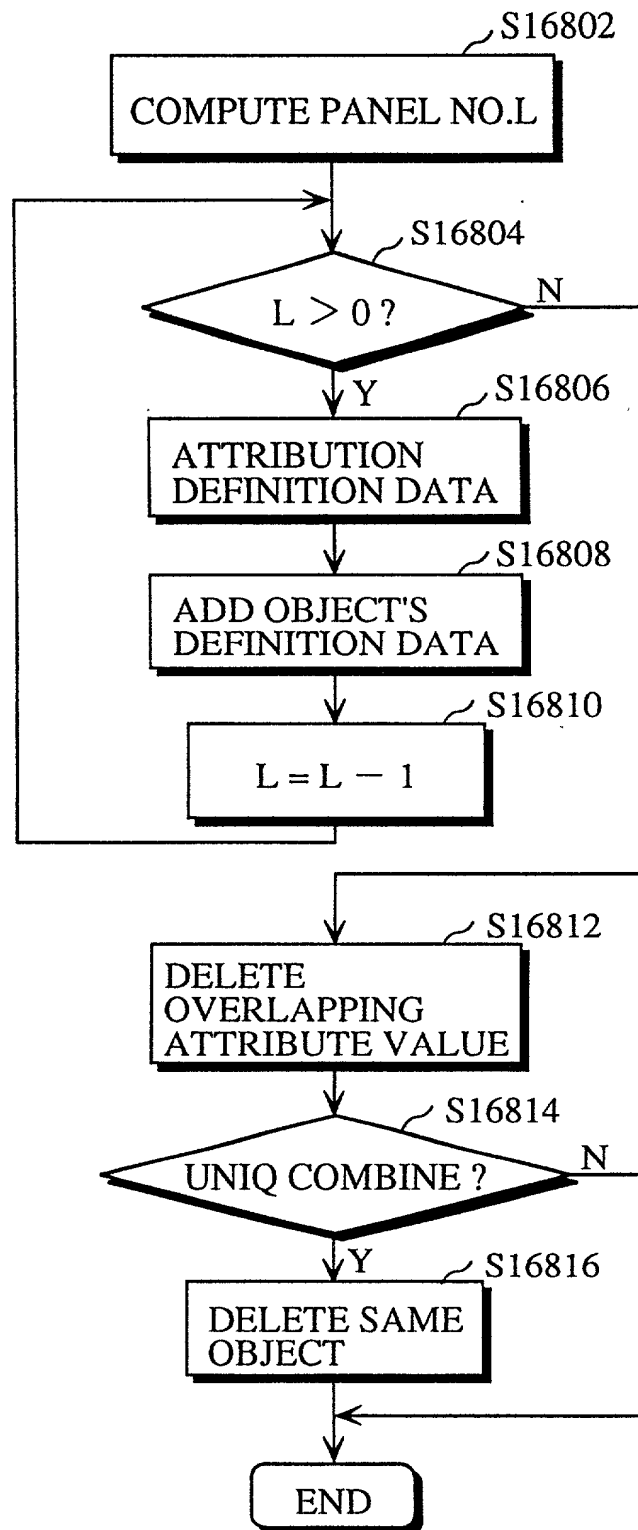 S16802
COMPUTE PANEL NO.L
S16804
L > 0 ?
N
Y
S16806
ATTRIBUTION
DEFINITION DATA
S16808
ADD OBJECT'S
DEFINITION DATA
S16810
L = L − 1
S16812
DELETE
OVERLAPPING
ATTRIBUTE VALUE
S16814
UNIQ COMBINE ?
N
Y
S16816
DELETE SAME
OBJECT
END